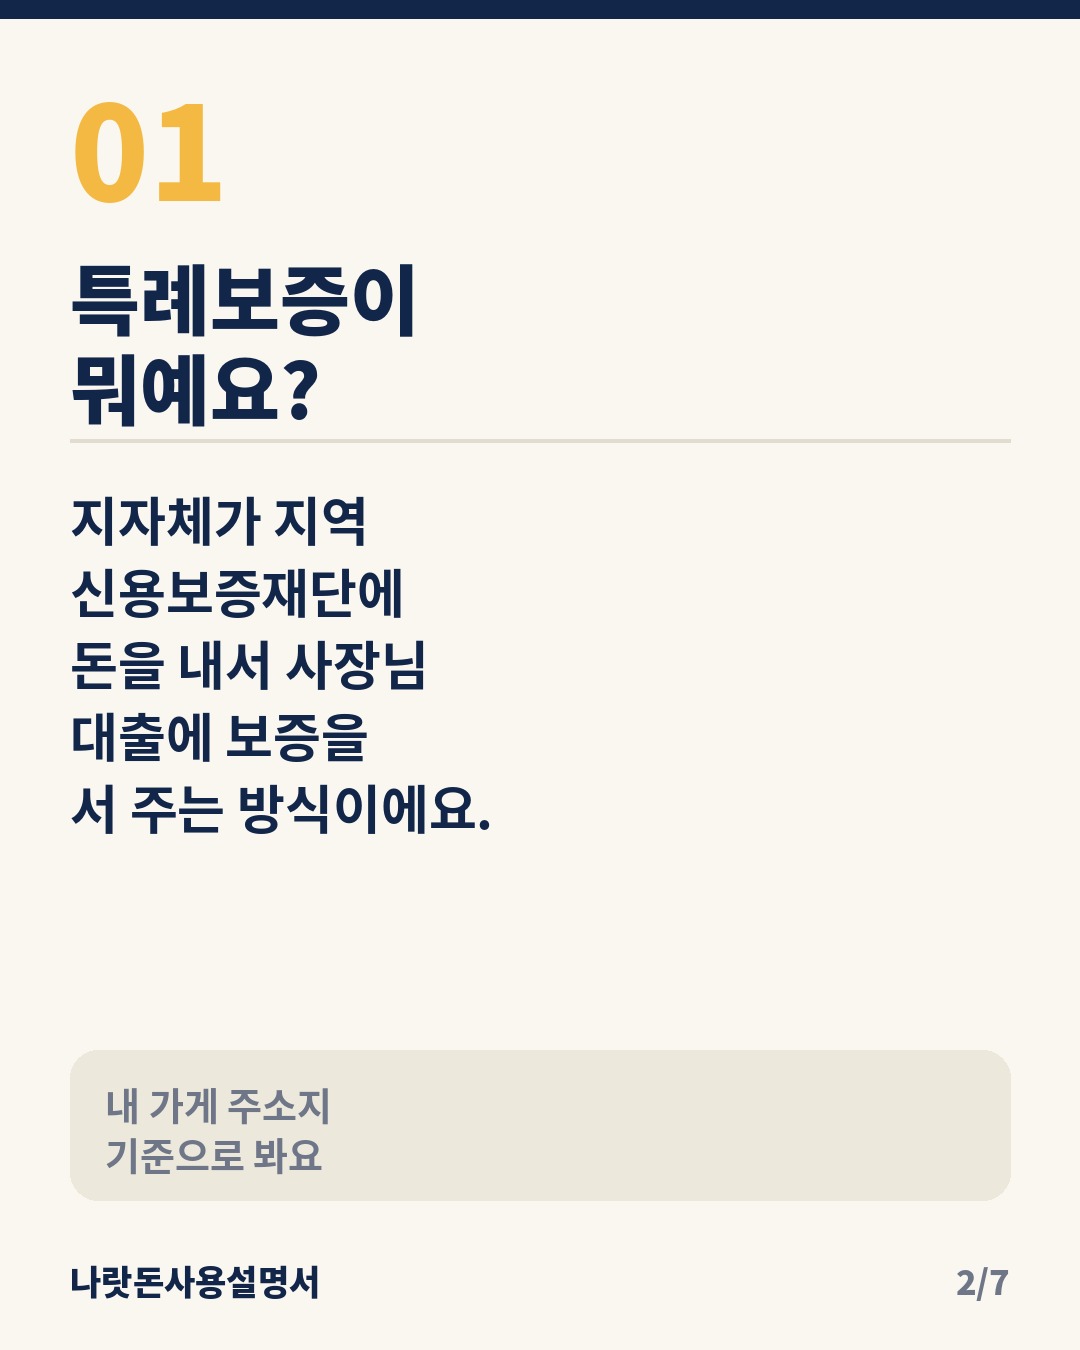 01
특례보증이
뭐예요?
지자체가 지역
신용보증재단에
돈을 내서 사장님
대출에 보증을
서 주는 방식이에요.
내 가게 주소지
기준으로 봐요
나랏돈사용설명서
2/7